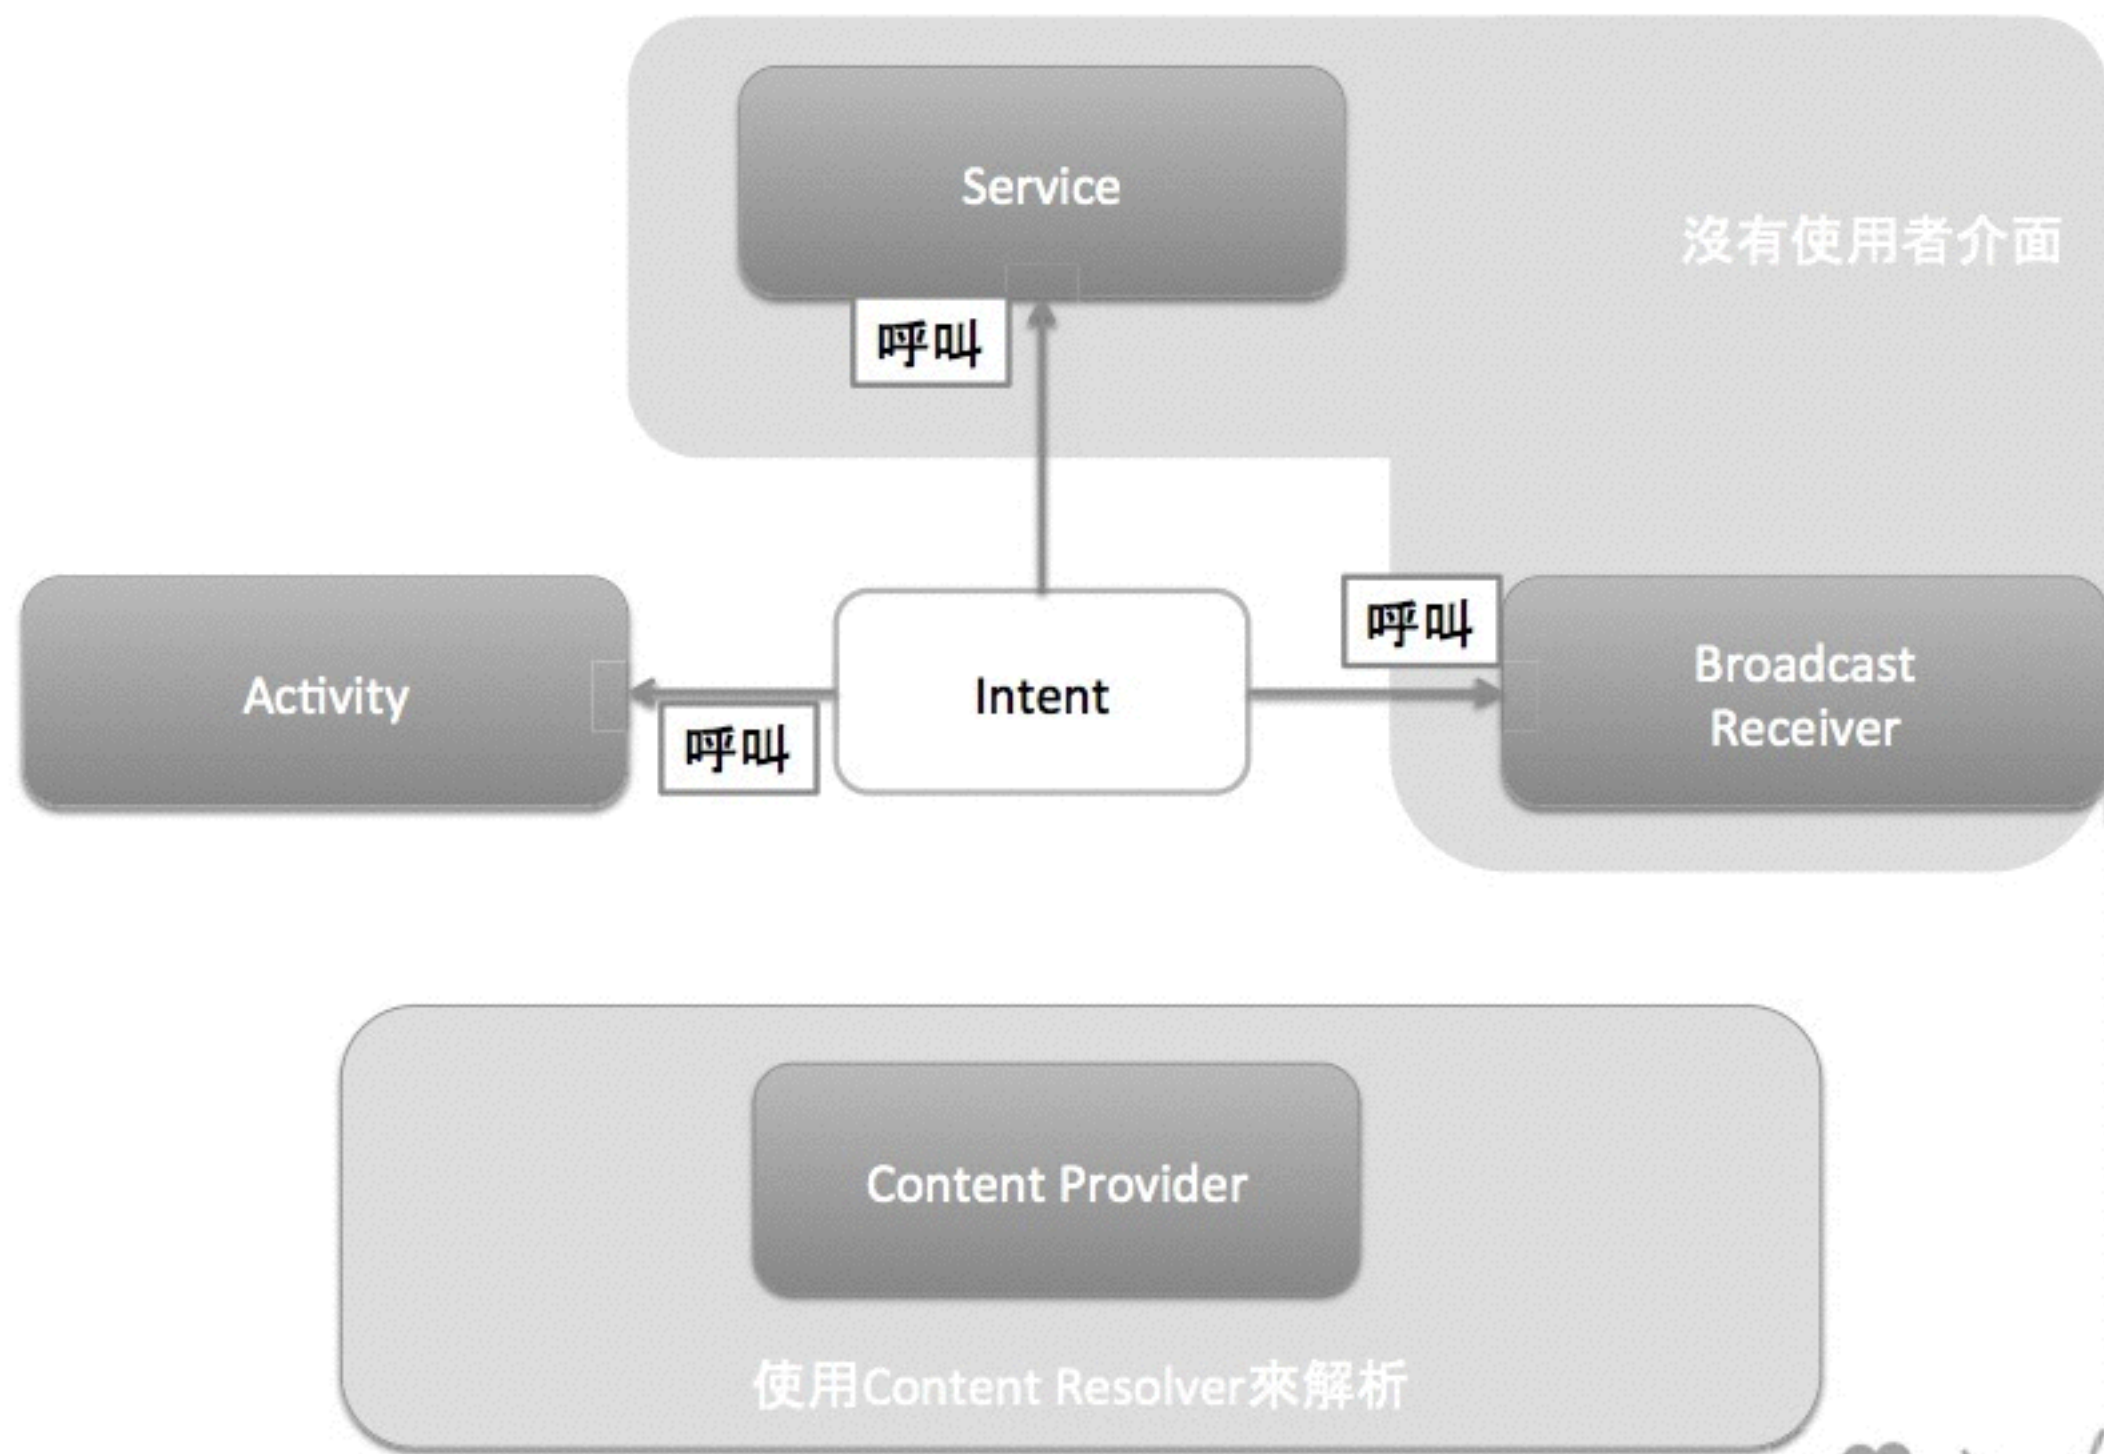 Service
沒有使用者介面
呼叫
呼叫
Activity
Intent
Broadcast
Receiver
呼叫
Content Provider
使用Content Resolver來解析